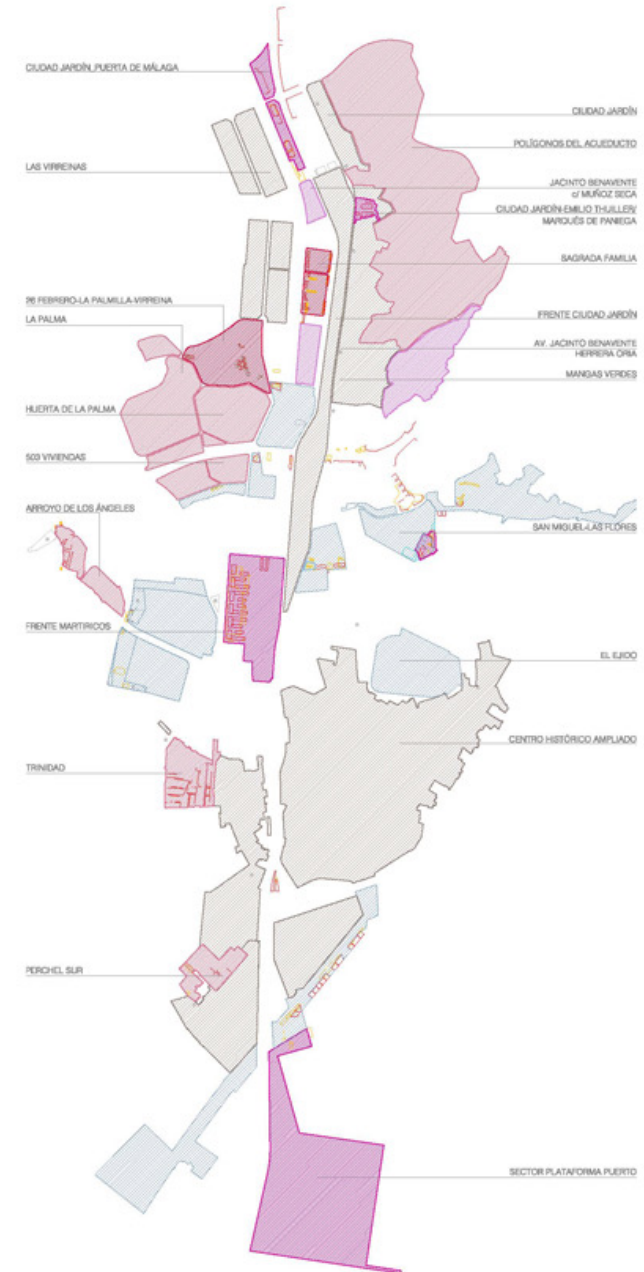 CIUDAD JARDÍN_PUERTA DE MÁLAGA
LAS VIRREINAS
26 FEBRERO-LA PALMILLA-VIRREINA
LA PALMA
HUERTA DE LA PALMA
503 VIVIENDAS
ARROYO DE LOS ÁNGELES
FRENTE MARTIRICOS
TRINIDAD
PERCHEL SUR
CIUDAD JARDÍN
POLÍGONOS DEL ACUEDUCTO
JACINTO BENAVENTE
c/ MUÑOZ SECA
CIUDAD JARDÍN-EMILIO THUILLER/
MARQUÉS DE PANIEGA
SAGRADA FAMILIA
FRENTE CIUDAD JARDÍN
AV. JACINTO BENAVENTE
HERRERA ORIA
MANGAS VERDES
SAN MIGUEL-LAS FLORES
EL EJIDO
CENTRO HISTÓRICO AMPLIADO
SECTOR PLATAFORMA PUERTO